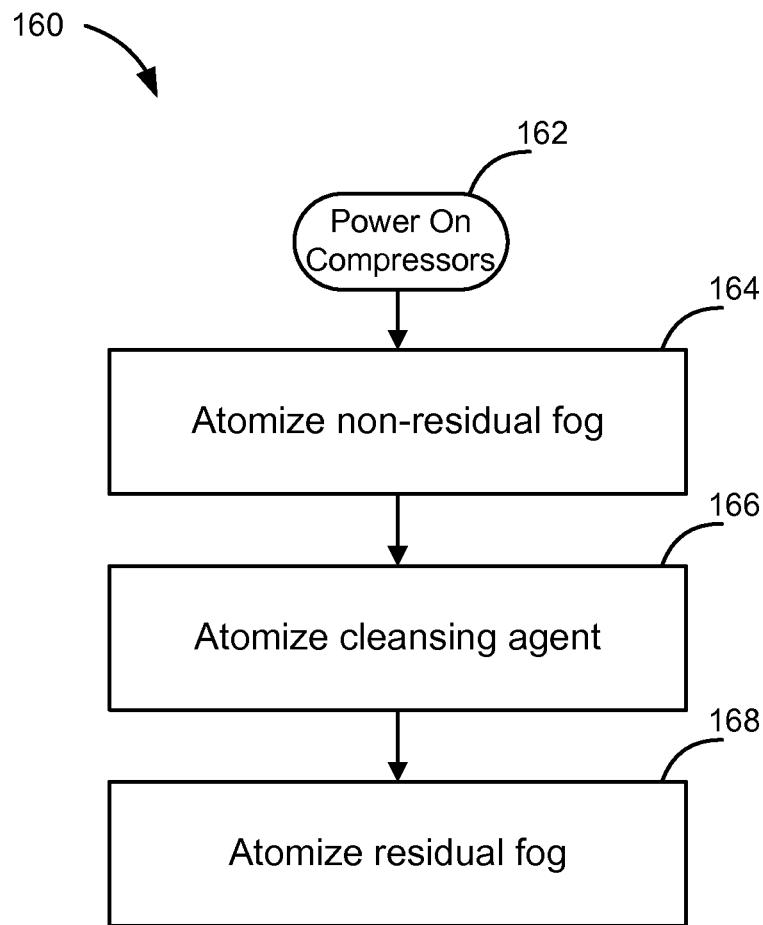 160
162
Power On
Compressors
164
Atomize non-residual fog
166
Atomize cleansing agent
168
Atomize residual fog